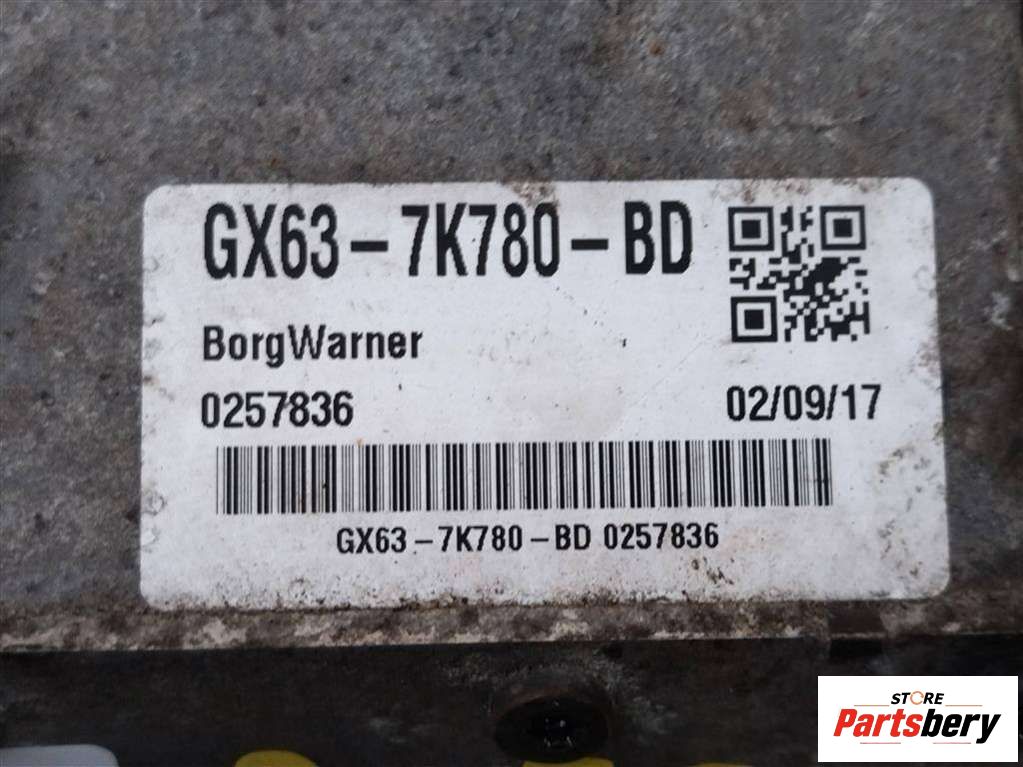 GX63-7K780-BD
BorgWarner
0257836
02/09/17
GX63-7K780-BD 0257836
STORE
Partsbery